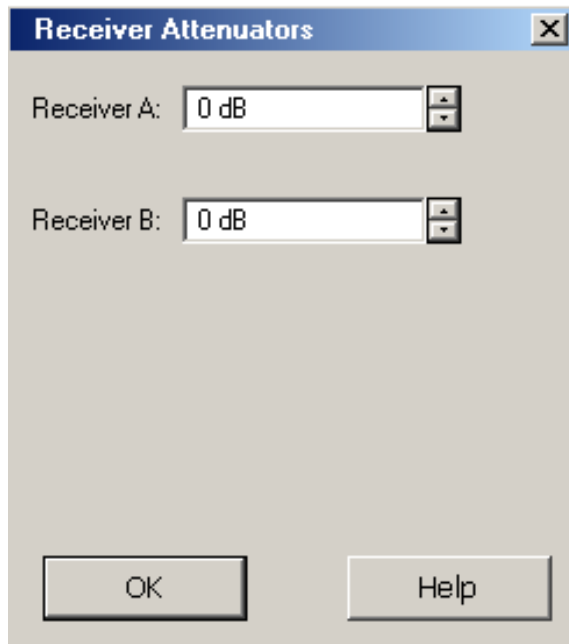 Receiver Attenuators
Receiver A: 0 dB
Receiver B: 0 dB
OK Help